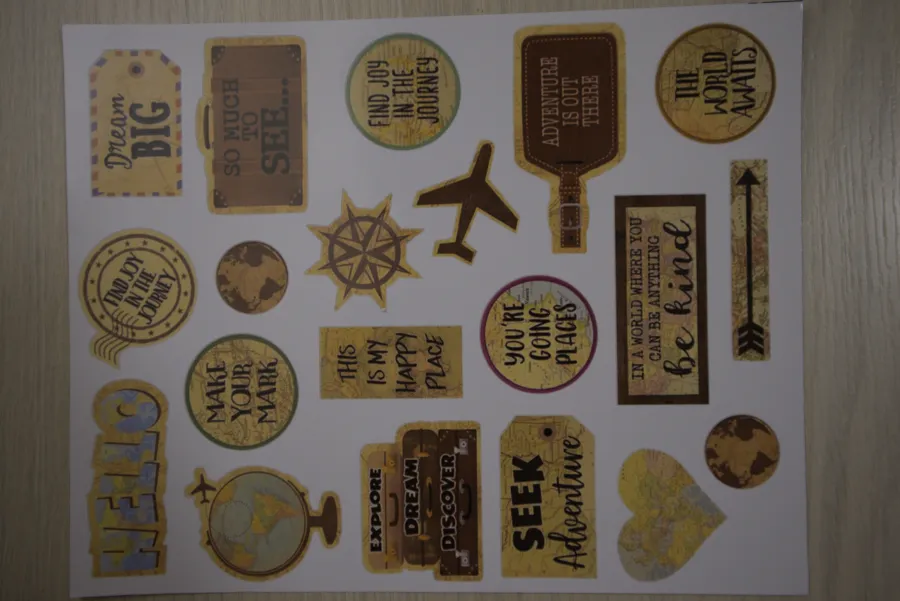 Dream
BIG
SO MUCH
TO
SEE...
FIND JOY
IN THE
JOURNEY
ADVENTURE
IS OUT
THERE
THE
WORLD
AWAITS
FIND JOY
IN THE
JOURNEY
MAKE
YOUR
MARK
THIS
IS MY
HAPPY
PLACE
YOU'RE
GOING
PLACES
IN A WORLD WHERE YOU
CAN BE ANYTHING
be kind
HELLO
EXPLORE
DREAM
DISCOVER
SEEK
Adventure